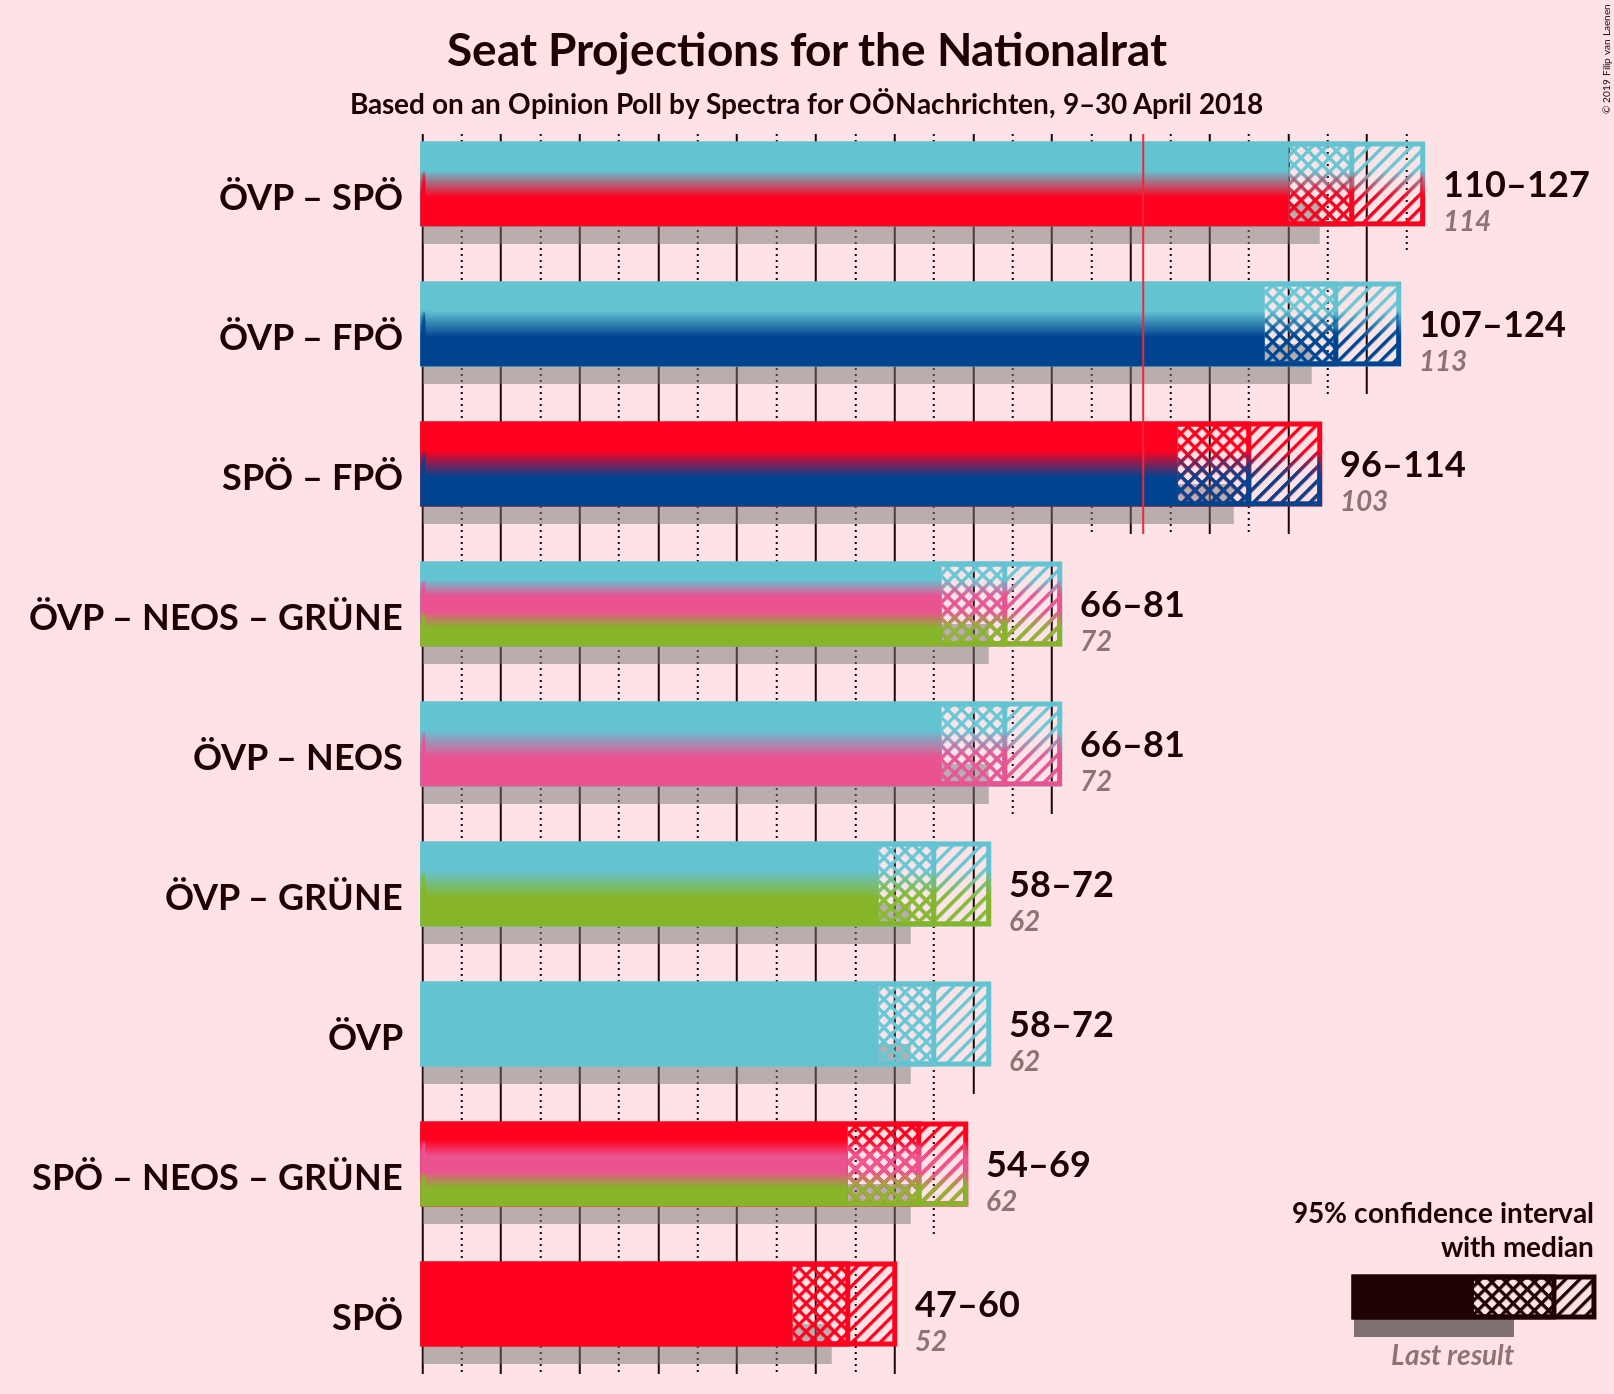 Seat Projections for the Nationalrat
Based on an Opinion Poll by Spectra for OÖNachrichten, 9–30 April 2018
© 2019 Filip van Laenen
ÖVP – SPÖ
110–127
114
ÖVP – FPÖ
107–124
113
SPÖ – FPÖ
96–114
103
ÖVP – NEOS – GRÜNE
66–81
72
ÖVP – NEOS
66–81
72
ÖVP – GRÜNE
58–72
62
ÖVP
58–72
62
SPÖ – NEOS – GRÜNE
54–69
62
SPÖ
47–60
52
95% confidence interval
with median
Last result